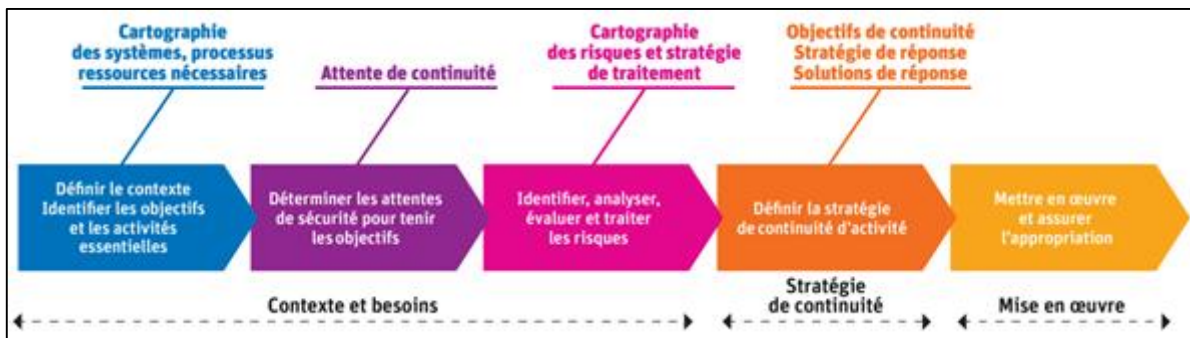 Cartographie
des systèmes, processus
ressources nécessaires
Attente de continuité
Cartographie
des risques et stratégie
de traitement
Objectifs de continuité
Stratégie de réponse
Solutions de réponse
Définir le contexte
Identifier les objectifs
et les activités
essentielles
Déterminer les attentes
de sécurité pour tenir
les objectifs
Identifier, analyser,
évaluer et traiter
les risques
Définir la stratégie
de continuité d'activité
Mettre en œuvre
et assurer
l'appropriation
Contexte et besoins
Stratégie
de continuité
Mise en œuvre